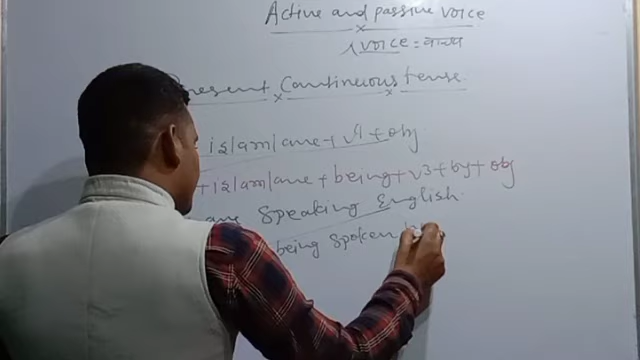 Active and passive voice
voice = वाच्य
Present Continuous tense.
is/am/are + v1 + obj
+ is/am/are + being + v3 + by + obj
are Speaking English.
being Spoken